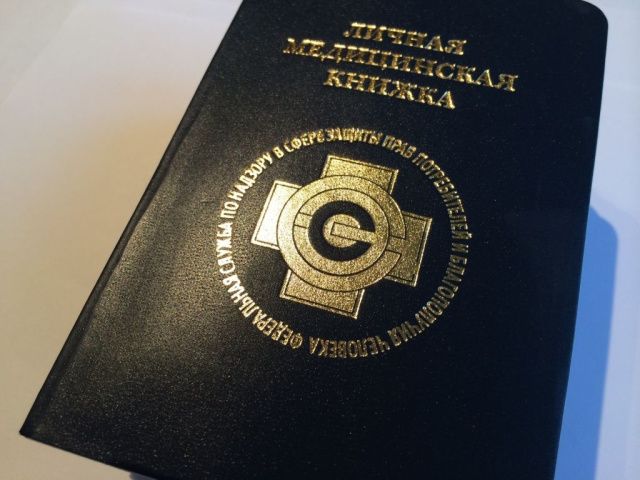 ЛИЧНАЯ
МЕДИЦИНСКАЯ
КНИЖКА
ФЕДЕРАЛЬНАЯ СЛУЖБА ПО НАДЗОРУ В СФЕРЕ ЗАЩИТЫ ПРАВ ПОТРЕБИТЕЛЕЙ И БЛАГОПОЛУЧИЯ ЧЕЛОВЕКА